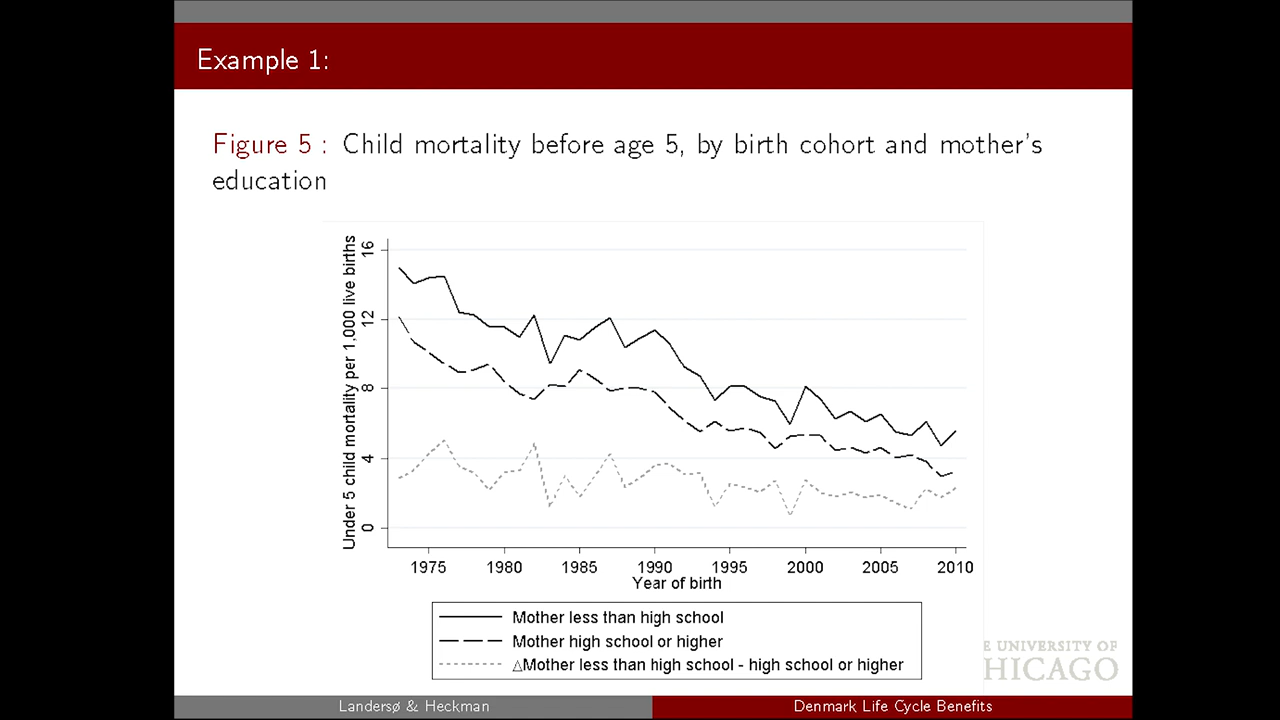 Example 1:
Figure 5 : Child mortality before age 5, by birth cohort and mother's
education
Under 5 child mortality per 1,000 live births
16
12
8
4
0
1975 1980 1985 1990 1995 2000 2005 2010
Year of birth
Mother less than high school
Mother high school or higher
△Mother less than high school - high school or higher
E UNIVERSITY OF
HICAGO
Landersø & Heckman
Denmark Life Cycle Benefits